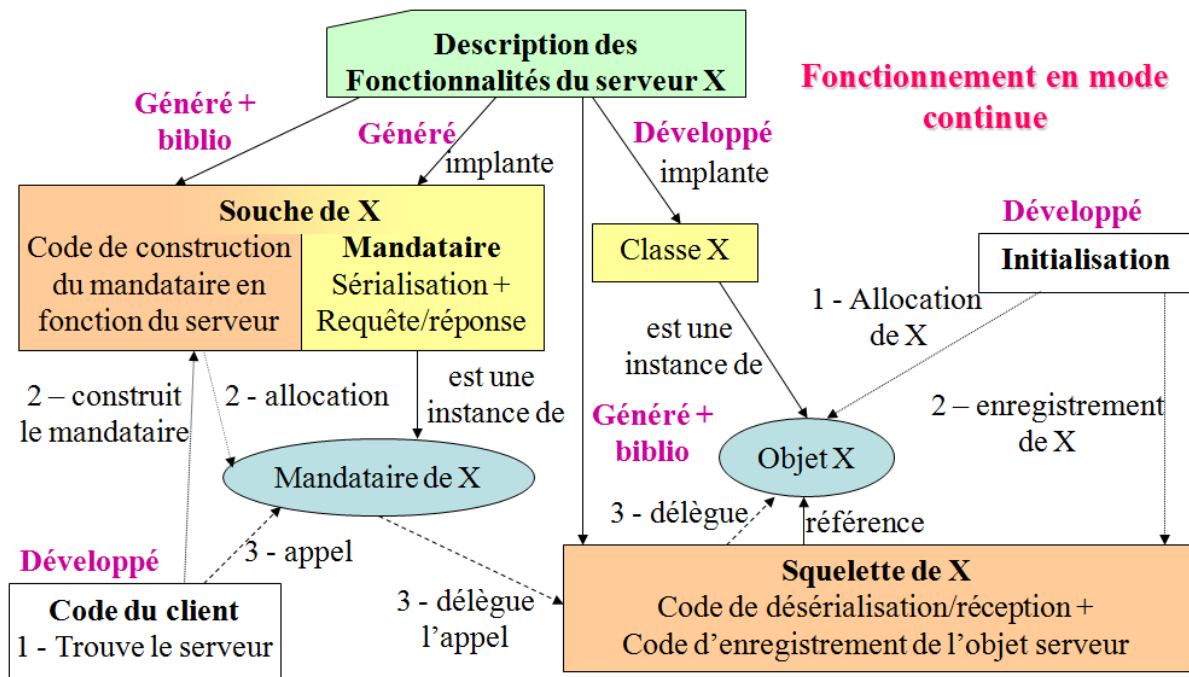 Description des
Fonctionnalités du serveur X
Fonctionnement en mode
continue
Généré +
biblio
Généré
implante
Développé
implante
Souche de X
Code de construction
du mandataire en
fonction du serveur
Mandataire
Sérialisation +
Requête/réponse
Classe X
Développé
Initialisation
1 - Allocation
de X
est une
instance de
2 – construit
le mandataire
2 - allocation
est une
instance de
Généré +
biblio
2 – enregistrement
de X
Mandataire de X
Objet X
3 - délègue
référence
Développé
3 - appel
Code du client
1 - Trouve le serveur
3 - délègue
l’appel
Squelette de X
Code de désérialisation/réception +
Code d’enregistrement de l’objet serveur